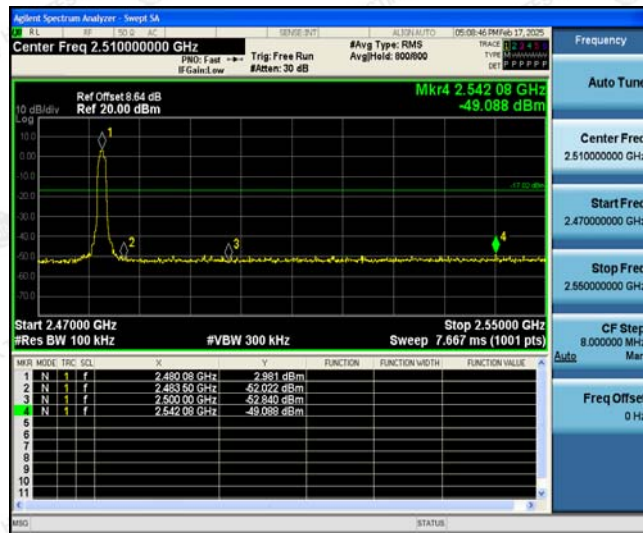 Agilent Spectrum Analyzer - Swept SA
RL RF 50 Ω AC SENSE:INT ALIGN AUTO 05:08:46 PM Feb 17, 2025
Center Freq 2.510000000 GHz
PNO: Fast
IFGain:Low
Trig: Free Run
#Atten: 30 dB
#Avg Type: RMS
Avg|Hold: 800/800
TRACE 1 2 3 4 5 6
TYPE
DET P P P P P P
Ref Offset 8.64 dB
Ref 20.00 dBm
10 dB/div
Log
Mkr4 2.542 08 GHz
-49.088 dBm
10.0
0.00
-10.0
-20.0
-30.0
-40.0
-50.0
-60.0
-70.0
1
2
3
4
-17.02 dBm
Start 2.47000 GHz
Stop 2.55000 GHz
#Res BW 100 kHz
#VBW 300 kHz
Sweep 7.667 ms (1001 pts)
MKR MODE TRC SCL X Y FUNCTION FUNCTION WIDTH FUNCTION VALUE
1 N 1 f 2.480 08 GHz 2.981 dBm
2 N 1 f 2.483 50 GHz -52.022 dBm
3 N 1 f 2.500 00 GHz -52.840 dBm
4 N 1 f 2.542 08 GHz -49.088 dBm
5
6
7
8
9
10
11
MSG
STATUS
Frequency
Auto Tune
Center Freq
2.510000000 GHz
Start Freq
2.470000000 GHz
Stop Freq
2.550000000 GHz
CF Step
8.000000 MHz
Auto Man
Freq Offset
0 Hz